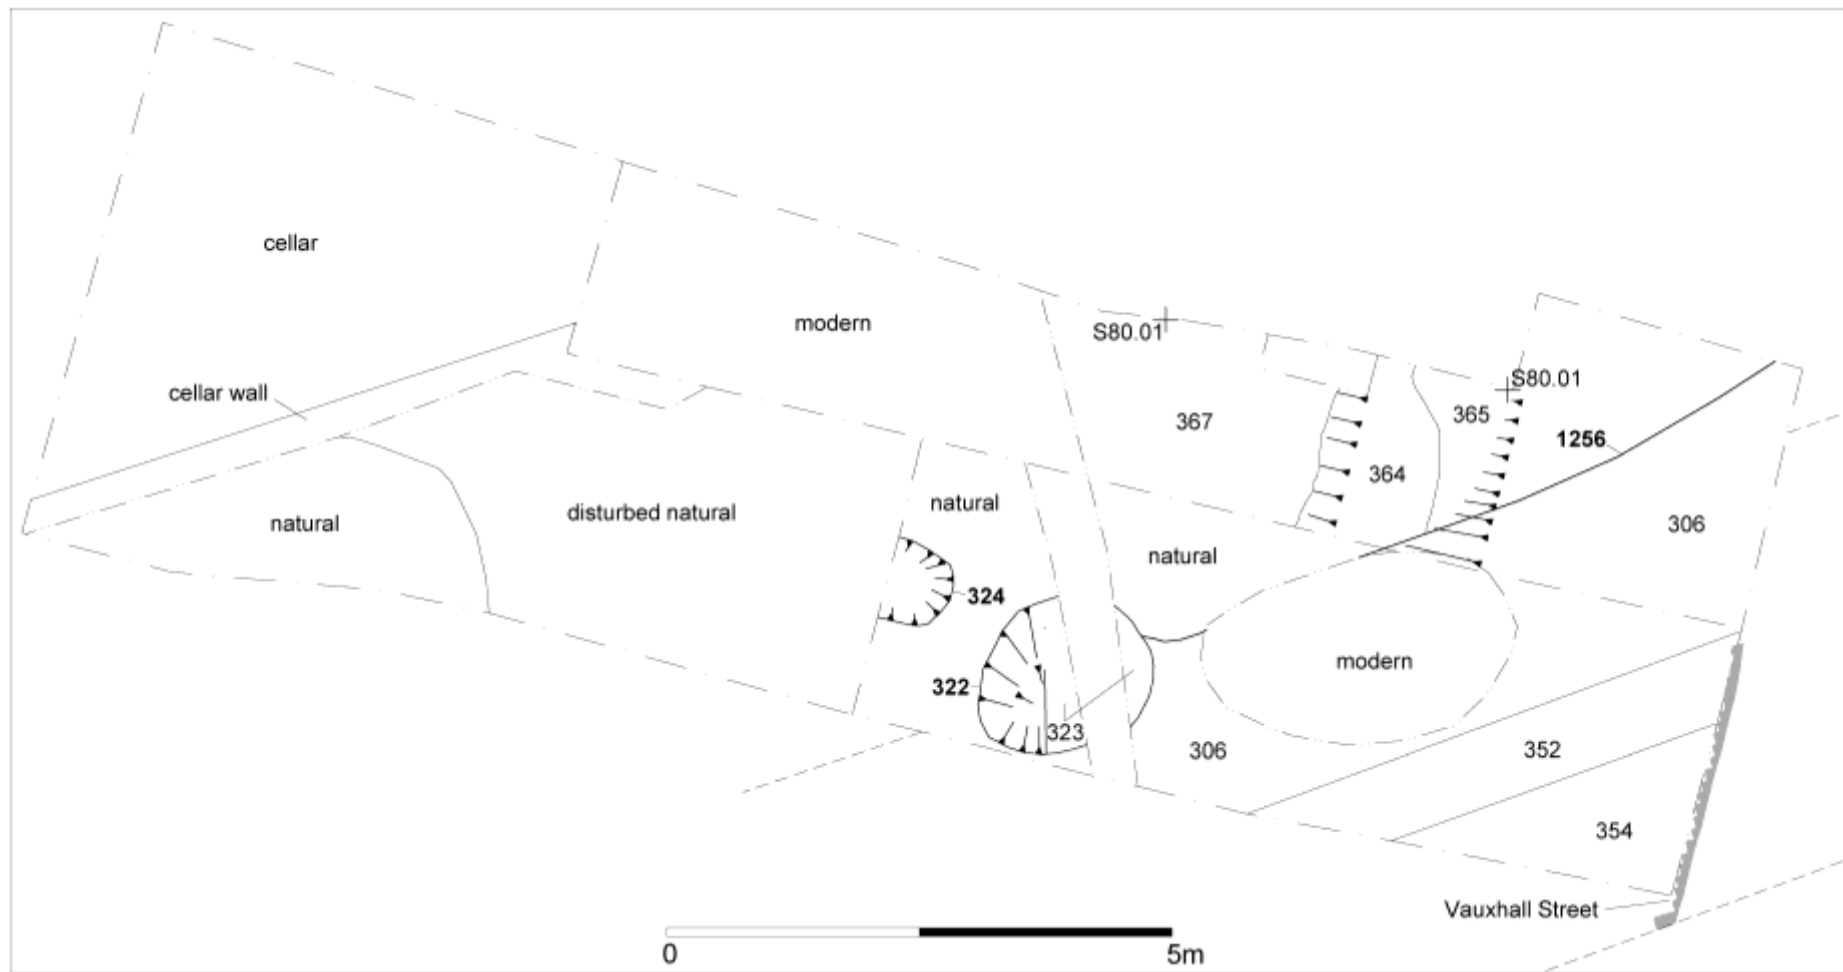 cellar
modern
S80.01
S80.01
cellar wall
367
365
1256
364
natural
disturbed natural
natural
natural
306
324
modern
322
323
306
352
354
Vauxhall Street
0
5m